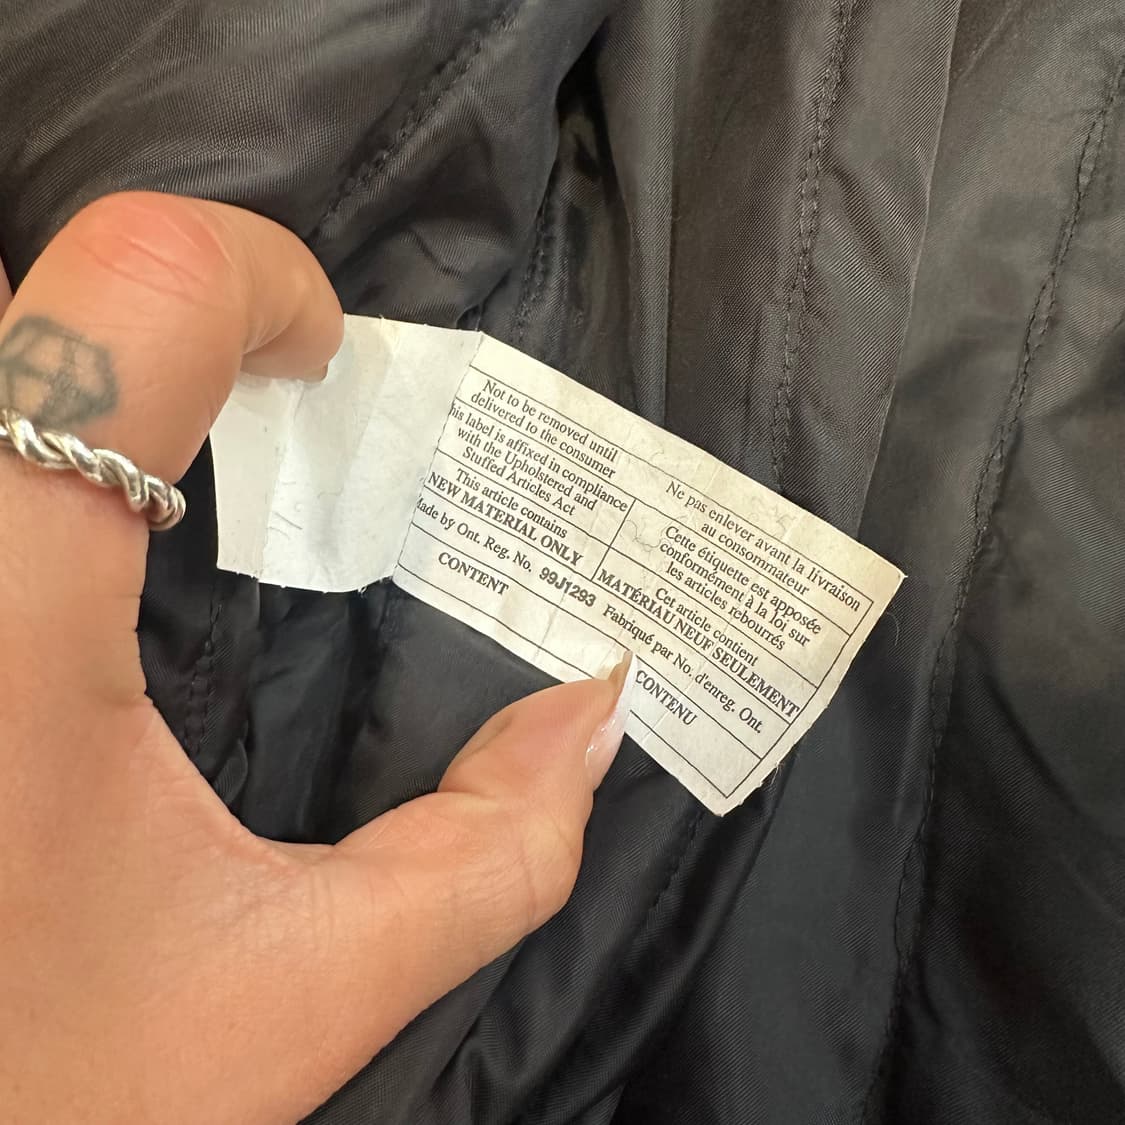 Not to be removed until
delivered to the consumer
Ne pas enlever avant la livraison
au consommateur
his label is affixed in compliance
with the Upholstered and
Stuffed Articles Act
Cette étiquette est apposée
conformément à la loi sur
les articles rebourrés
This article contains
NEW MATERIAL ONLY
Cet article contient
MATÉRIAU NEUF SEULEMENT
Made by Ont. Reg. No. 99J1293 Fabriqué par No. d'enreg. Ont.
CONTENT
CONTENU